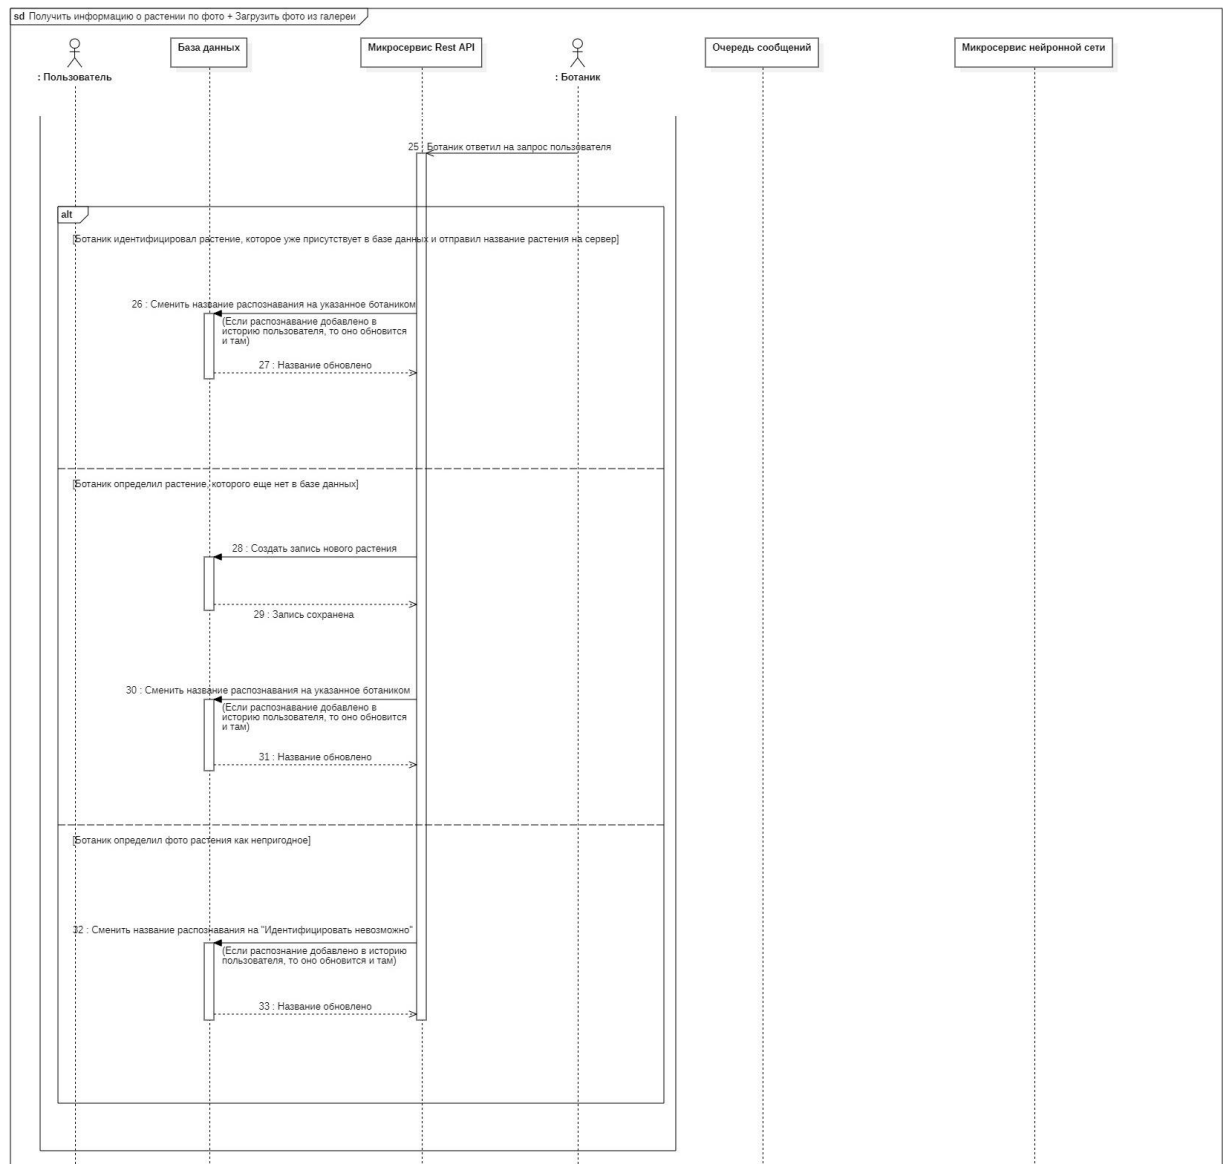 sd Получить информацию о растении по фото + Загрузить фото из галереи
: Пользователь
База данных
Микросервис Rest API
: Ботаник
Очередь сообщений
Микросервис нейронной сети
25 : Ботаник ответил на запрос пользователя
alt
[Ботаник идентифицировал растение, которое уже присутствует в базе данных и отправил название растения на сервер]
26 : Сменить название распознавания на указанное ботаником
(Если распознавание добавлено в
историю пользователя, то оно обновится
и там)
27 : Название обновлено
[Ботаник определил растение, которого еще нет в базе данных]
28 : Создать запись нового растения
29 : Запись сохранена
30 : Сменить название распознавания на указанное ботаником
(Если распознавание добавлено в
историю пользователя, то оно обновится
и там)
31 : Название обновлено
[Ботаник определил фото растения как непригодное]
32 : Сменить название распознавания на "Идентифицировать невозможно"
(Если распознание добавлено в историю
пользователя, то оно обновится и там)
33 : Название обновлено